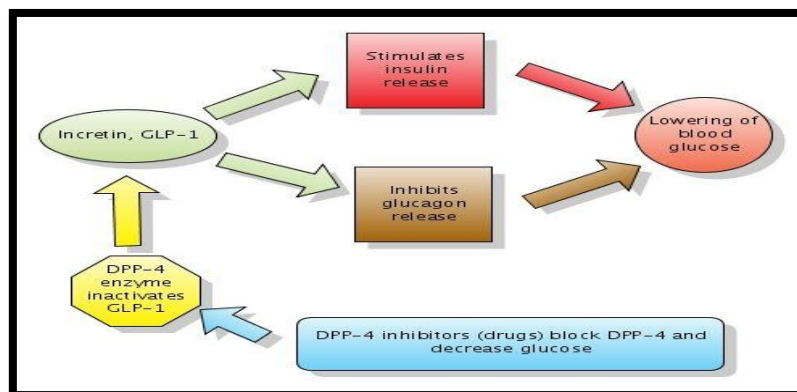 Stimulates
insulin
release
Incretin, GLP-1
Lowering of
blood
glucose
Inhibits
glucagon
release
DPP-4
enzyme
inactivates
GLP-1
DPP-4 inhibitors (drugs) block DPP-4 and
decrease glucose